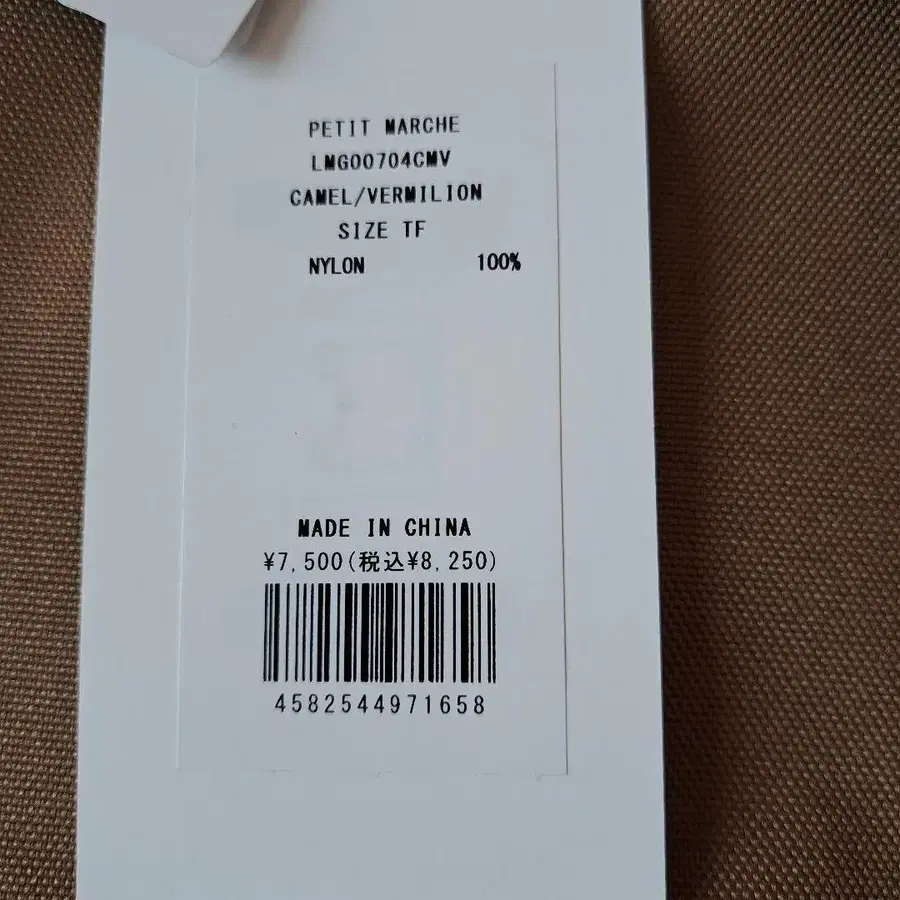 PETIT MARCHE
LMG00704CMV
CAMEL/VERMILION
SIZE TF
NYLON 100%
MADE IN CHINA
¥7,500(税込¥8,250)
4582544971658